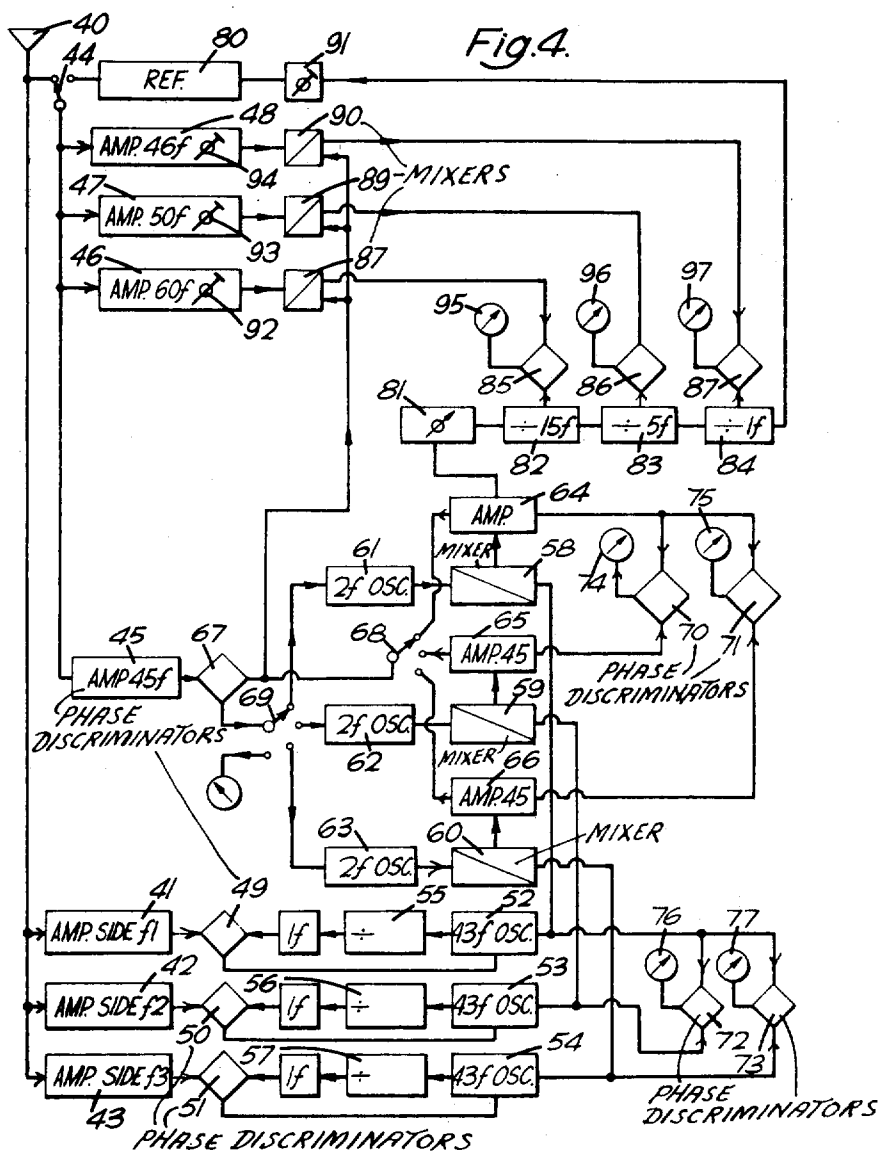 40
Fig.4.
80
91
44
REF.
48
90
AMP. 46f
94
47
89
MIXERS
AMP. 50f
93
46
87
AMP. 60f
92
95
96
97
85
86
87
81
÷ 15f
÷ 5f
÷ 1f
82
83
84
64
AMP.
75
61
MIXER
58
74
2f OSC.
68
65
70
71
45
67
AMP. 45
PHASE
DISCRIMINATORS
AMP 45f
69
59
PHASE
DISCRIMINATORS
2f OSC.
62
MIXER
66
AMP. 45
63
60
MIXER
2f OSC.
41
49
55
52
AMP. SIDE f1
1f
÷
43f OSC.
76
77
42
56
53
AMP. SIDE f2
1f
÷
43f OSC.
50
72
57
54
73
AMP. SIDE f3
1f
÷
43f OSC.
43
51
PHASE
DISCRIMINATORS
PHASE DISCRIMINATORS